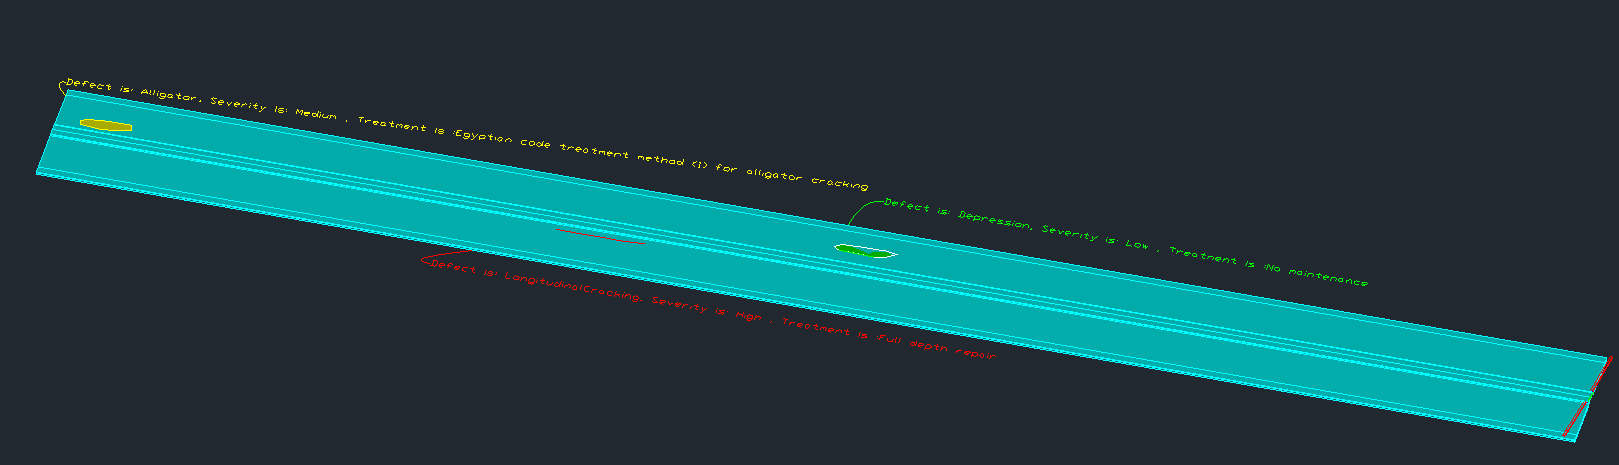 Defect is: Alligator, Severity is: Medium , Treatment is :Egyption code treatment method (1) for alligator cracking
Defect is: Depression, Severity is: Low , Treatment is :No maintenance
Defect is: LongitudinalCracking, Severity is: High , Treatment is :Full depth repair